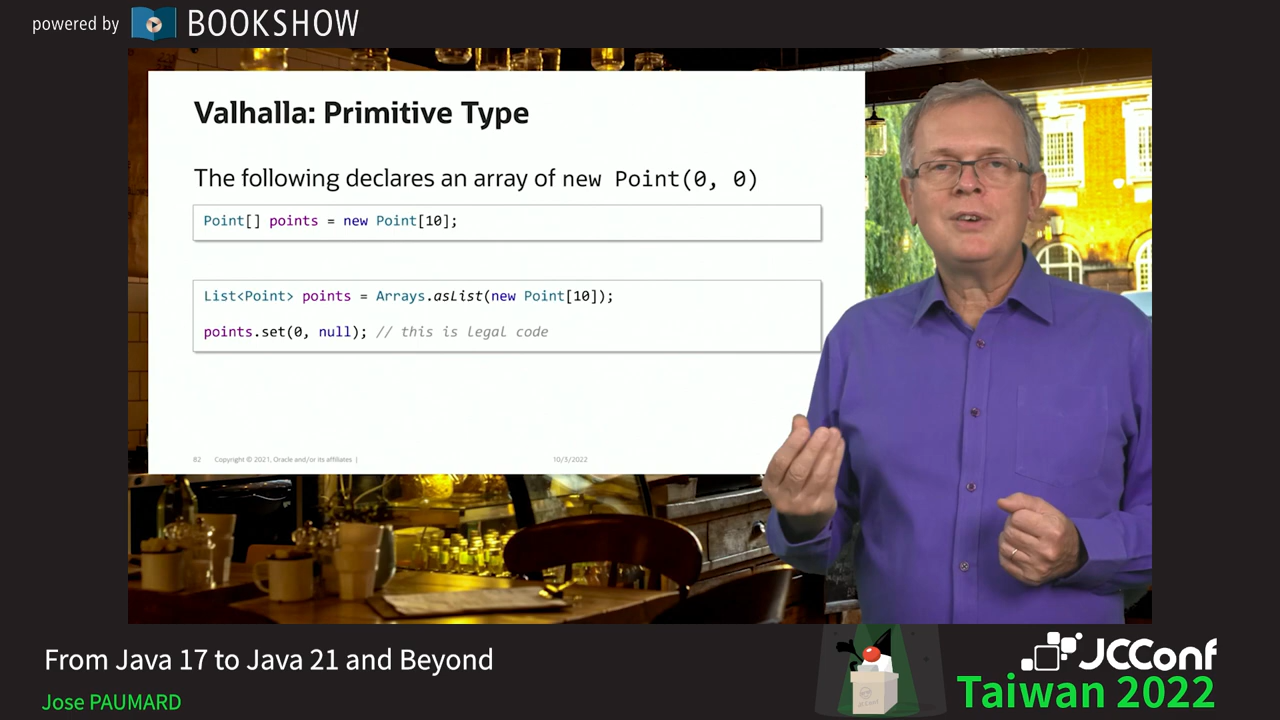 powered by BOOKSHOW
Valhalla: Primitive Type
The following declares an array of new Point(0, 0)
Point[] points = new Point[10];
List<Point> points = Arrays.asList(new Point[10]);
points.set(0, null); // this is legal code
82 Copyright © 2021, Oracle and/or its affiliates | 10/3/2022
From Java 17 to Java 21 and Beyond
Jose PAUMARD
JCConf
Taiwan 2022